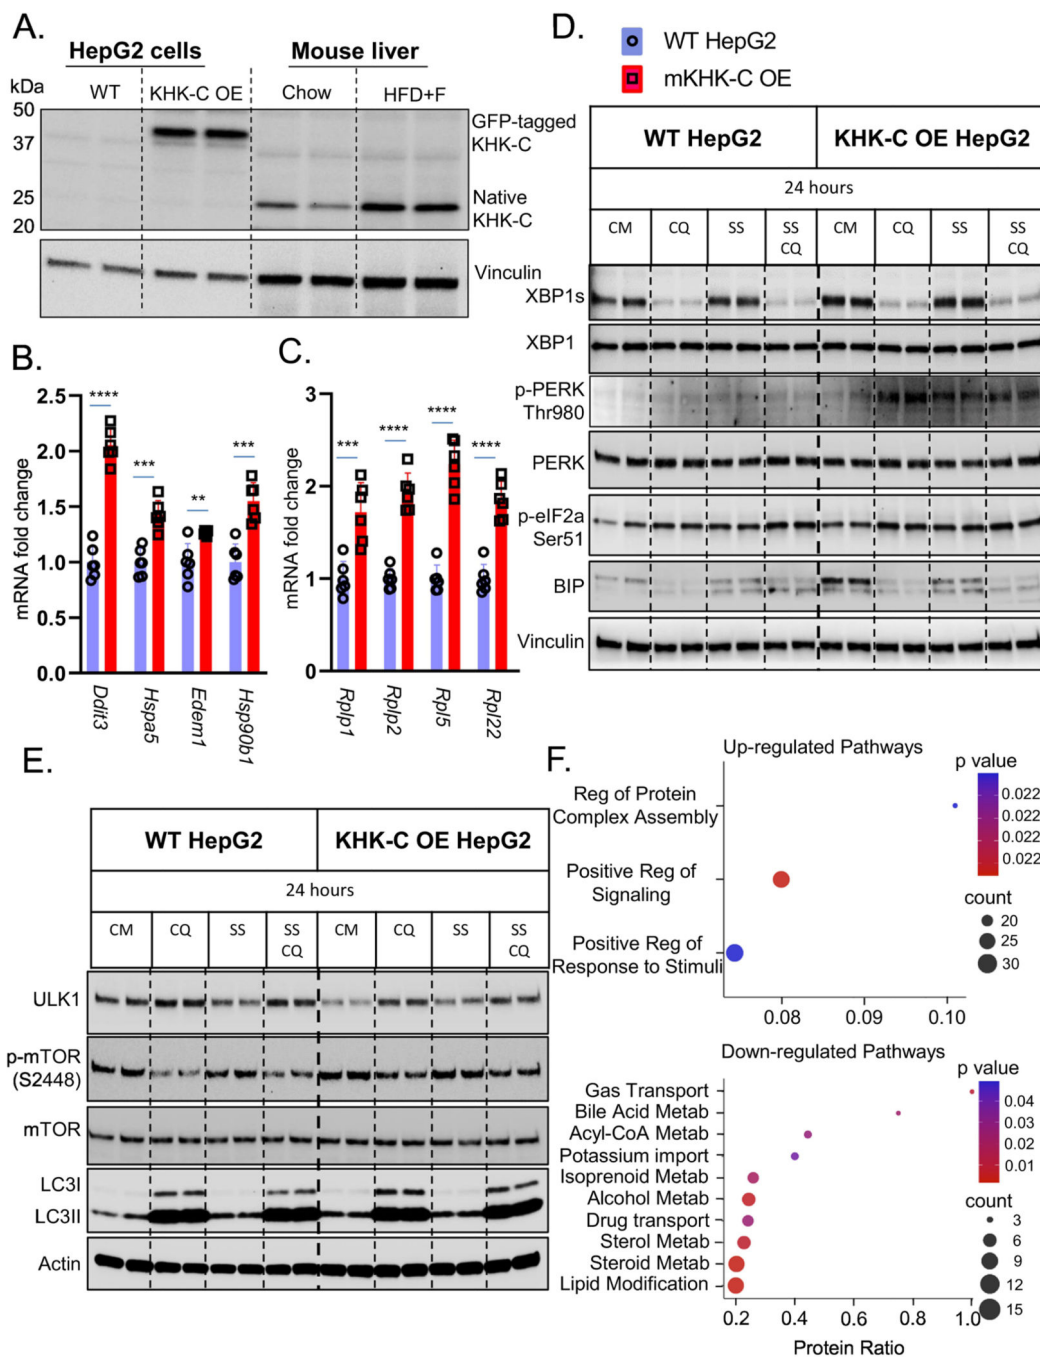 A.
HepG2 cells
Mouse liver
kDa
WT
KHK-C OE
Chow
HFD+F
50
37
25
20
GFP-tagged
KHK-C
Native
KHK-C
Vinculin
B.
mRNA fold change
2.5
2.0
1.5
1.0
0.5
0.0
****
***
**
***
Ddit3
Hspa5
Edem1
Hsp90b1
C.
mRNA fold change
3
2
1
0
***
****
****
****
Rplp1
Rplp2
Rpl5
Rpl22
D.
WT HepG2
mKHK-C OE
WT HepG2
KHK-C OE HepG2
24 hours
CM
CQ
SS
SS
CQ
CM
CQ
SS
SS
CQ
XBP1s
XBP1
p-PERK
Thr980
PERK
p-eIF2a
Ser51
BIP
Vinculin
E.
WT HepG2
KHK-C OE HepG2
24 hours
CM
CQ
SS
SS
CQ
CM
CQ
SS
SS
CQ
ULK1
p-mTOR
(S2448)
mTOR
LC3I
LC3II
Actin
F.
Up-regulated Pathways
Reg of Protein
Complex Assembly
Positive Reg of
Signaling
Positive Reg of
Response to Stimuli
0.08
0.09
0.10
p value
0.022
0.022
0.022
0.022
count
20
25
30
Down-regulated Pathways
Gas Transport
Bile Acid Metab
Acyl-CoA Metab
Potassium import
Isoprenoid Metab
Alcohol Metab
Drug transport
Sterol Metab
Steroid Metab
Lipid Modification
0.2
0.4
0.6
0.8
1.0
Protein Ratio
p value
0.04
0.03
0.02
0.01
count
3
6
9
12
15